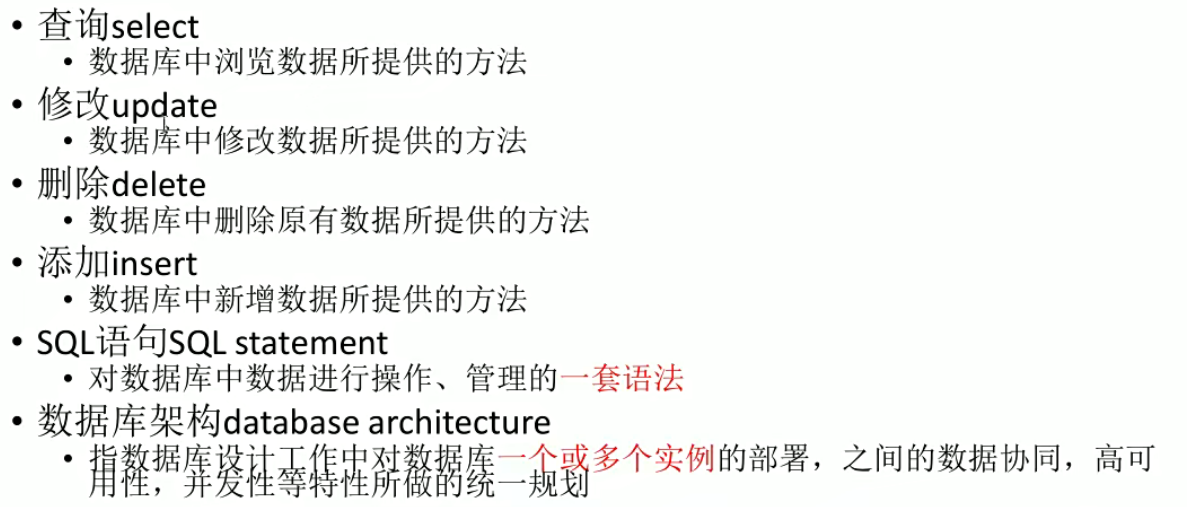 • 查询select
• 数据库中浏览数据所提供的方法
• 修改update
• 数据库中修改数据所提供的方法
• 删除delete
• 数据库中删除原有数据所提供的方法
• 添加insert
• 数据库中新增数据所提供的方法
• SQL语句SQL statement
• 对数据库中数据进行操作、管理的一套语法
• 数据库架构database architecture
• 指数据库设计工作中对数据库一个或多个实例的部署，之间的数据协同，高可
用性，并发性等特性所做的统一规划